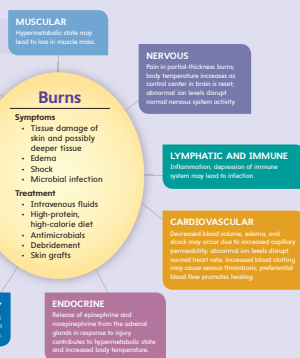 MUSCULAR
Hypermetabolic state may
lead to loss in muscle mass.
NERVOUS
Pain in partial-thickness burns;
body temperature increases as
control center in brain is reset;
abnormal ion levels disrupt
normal nervous system activity.
Burns
Symptoms
• Tissue damage of
skin and possibly
deeper tissue
• Edema
• Shock
• Microbial infection
Treatment
• Intravenous fluids
• High-protein,
high-calorie diet
• Antimicrobials
• Debridement
• Skin grafts
LYMPHATIC AND IMMUNE
Inflammation; depression of immune
system may lead to infection.
CARDIOVASCULAR
Decreased blood volume, edema, and
shock may occur due to increased capillary
permeability; abnormal ion levels disrupt
normal heart rate; increased blood clotting
may cause venous thrombosis; preferential
blood flow promotes healing.
ENDOCRINE
Release of epinephrine and
norepinephrine from the adrenal
glands in response to injury
contributes to hypermetabolic state
and increased body temperature.